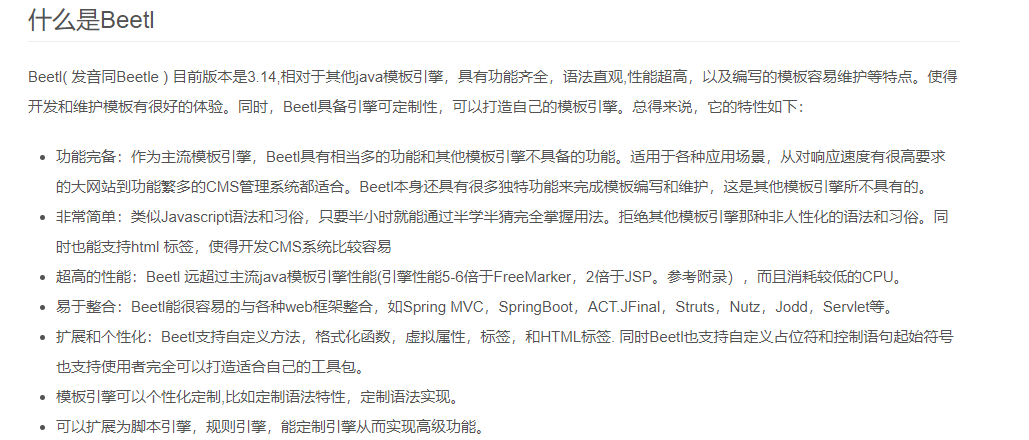 什么是Beetl
Beetl( 发音同Beetle ) 目前版本是3.14,相对于其他java模板引擎，具有功能齐全，语法直观,性能超高，以及编写的模板容易维护等特点。使得
开发和维护模板有很好的体验。同时，Beetl具备引擎可定制性，可以打造自己的模板引擎。总得来说，它的特性如下：
• 功能完备：作为主流模板引擎，Beetl具有相当多的功能和其他模板引擎不具备的功能。适用于各种应用场景，从对响应速度有很高要求
的大网站到功能繁多的CMS管理系统都适合。Beetl本身还具有很多独特功能来完成模板编写和维护，这是其他模板引擎所不具有的。
• 非常简单：类似Javascript语法和习俗，只要半小时就能通过半学半猜完全掌握用法。拒绝其他模板引擎那种非人性化的语法和习俗。同
时也能支持html 标签，使得开发CMS系统比较容易
• 超高的性能：Beetl 远超过主流java模板引擎性能(引擎性能5-6倍于FreeMarker，2倍于JSP。参考附录），而且消耗较低的CPU。
• 易于整合：Beetl能很容易的与各种web框架整合，如Spring MVC，SpringBoot，ACT.JFinal，Struts，Nutz，Jodd，Servlet等。
• 扩展和个性化：Beetl支持自定义方法，格式化函数，虚拟属性，标签，和HTML标签. 同时Beetl也支持自定义占位符和控制语句起始符号
也支持使用者完全可以打造适合自己的工具包。
• 模板引擎可以个性化定制,比如定制语法特性，定制语法实现。
• 可以扩展为脚本引擎，规则引擎，能定制引擎从而实现高级功能。